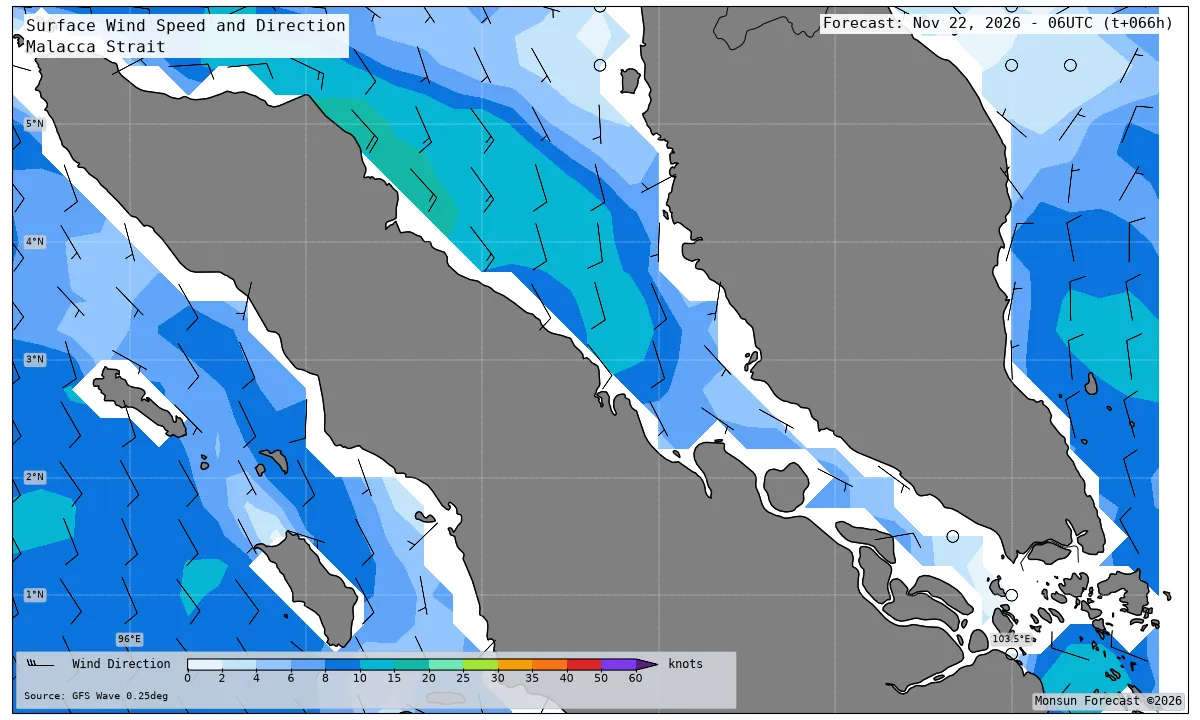 Surface Wind Speed and Direction
Malacca Strait
Forecast: Nov 22, 2026 - 06UTC (t+066h)
5°N
4°N
3°N
2°N
1°N
96°E
103.5°E
Wind Direction
0 2 4 6 8 10 15 20 25 30 35 40 50 60
knots
Source: GFS Wave 0.25deg
Monsun Forecast ©2026